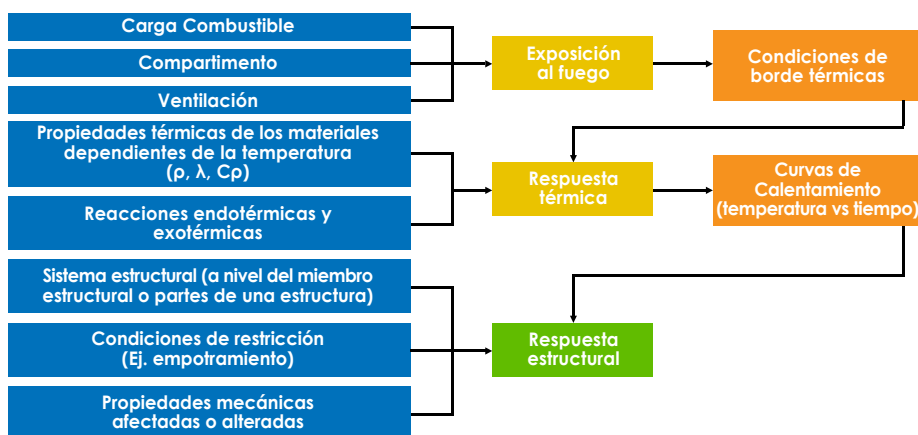 Carga Combustible
Compartimento
Ventilación
Exposición
al fuego
Condiciones de
borde térmicas
Propiedades térmicas de los materiales
dependientes de la temperatura
(ρ, λ, Cρ)
Reacciones endotérmicas y
exotérmicas
Respuesta
térmica
Curvas de
Calentamiento
(temperatura vs tiempo)
Sistema estructural (a nivel del miembro
estructural o partes de una estructura)
Condiciones de restricción
(Ej. empotramiento)
Propiedades mecánicas
afectadas o alteradas
Respuesta
estructural